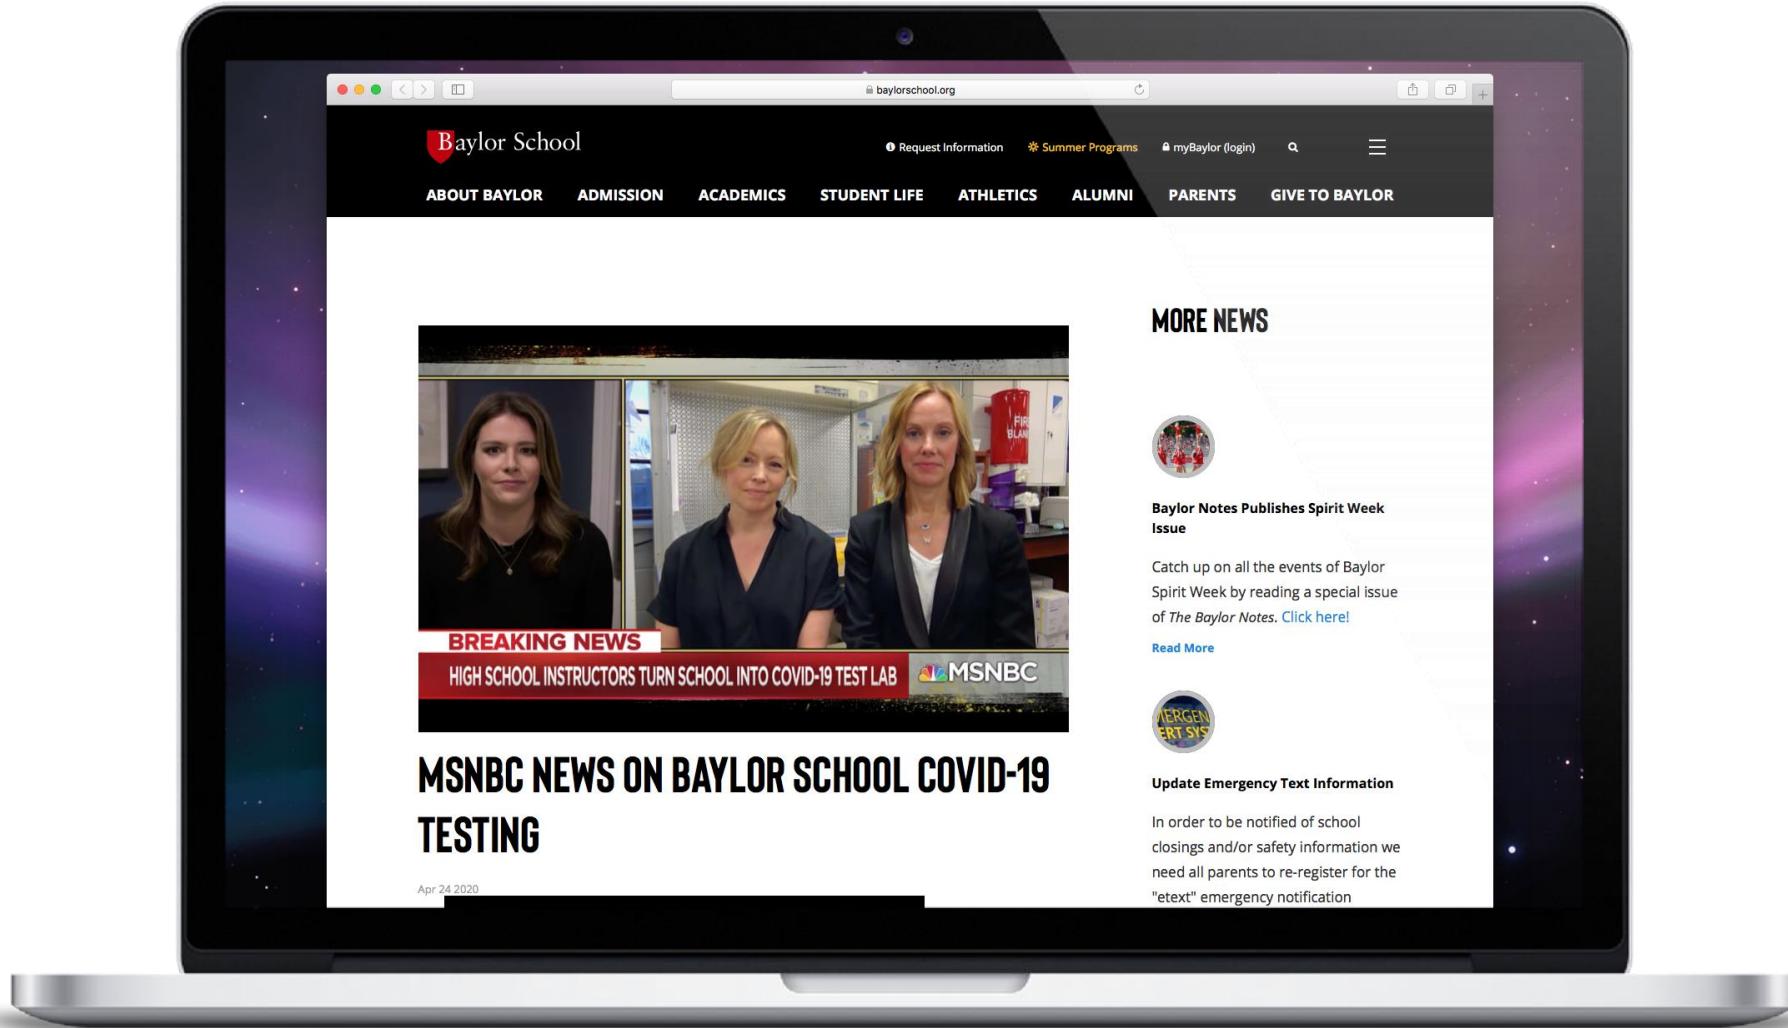 baylorschool.org
Baylor School
Request Information
Summer Programs
myBaylor (login)
ABOUT BAYLOR
ADMISSION
ACADEMICS
STUDENT LIFE
ATHLETICS
ALUMNI
PARENTS
GIVE TO BAYLOR
FIR
BLAN
BREAKING NEWS
HIGH SCHOOL INSTRUCTORS TURN SCHOOL INTO COVID-19 TEST LAB
MSNBC
MSNBC NEWS ON BAYLOR SCHOOL COVID-19
TESTING
Apr 24 2020
MORE NEWS
Baylor Notes Publishes Spirit Week
Issue
Catch up on all the events of Baylor
Spirit Week by reading a special issue
of The Baylor Notes. Click here!
Read More
MERGEN
ERT SYS
Update Emergency Text Information
In order to be notified of school
closings and/or safety information we
need all parents to re-register for the
"etext" emergency notification